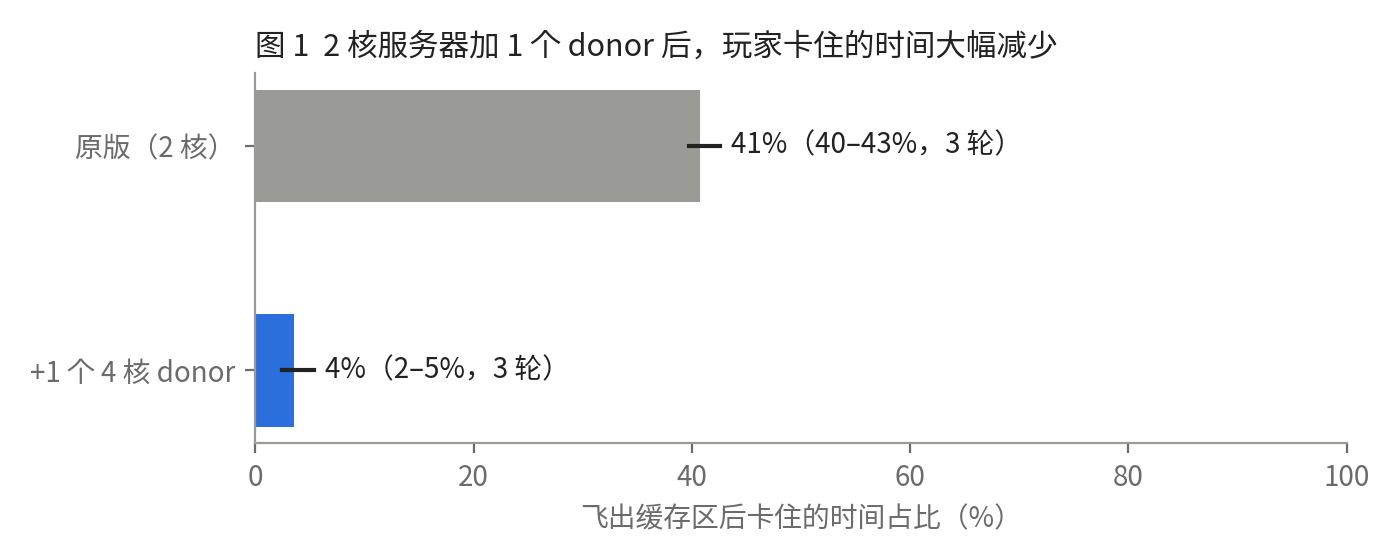 图 1 2 核服务器加 1 个 donor 后，玩家卡住的时间大幅减少
原版（2 核）
41%（40–43%，3 轮）
+1 个 4 核 donor
4%（2–5%，3 轮）
0 20 40 60 80 100
飞出缓存区后卡住的时间占比（%）